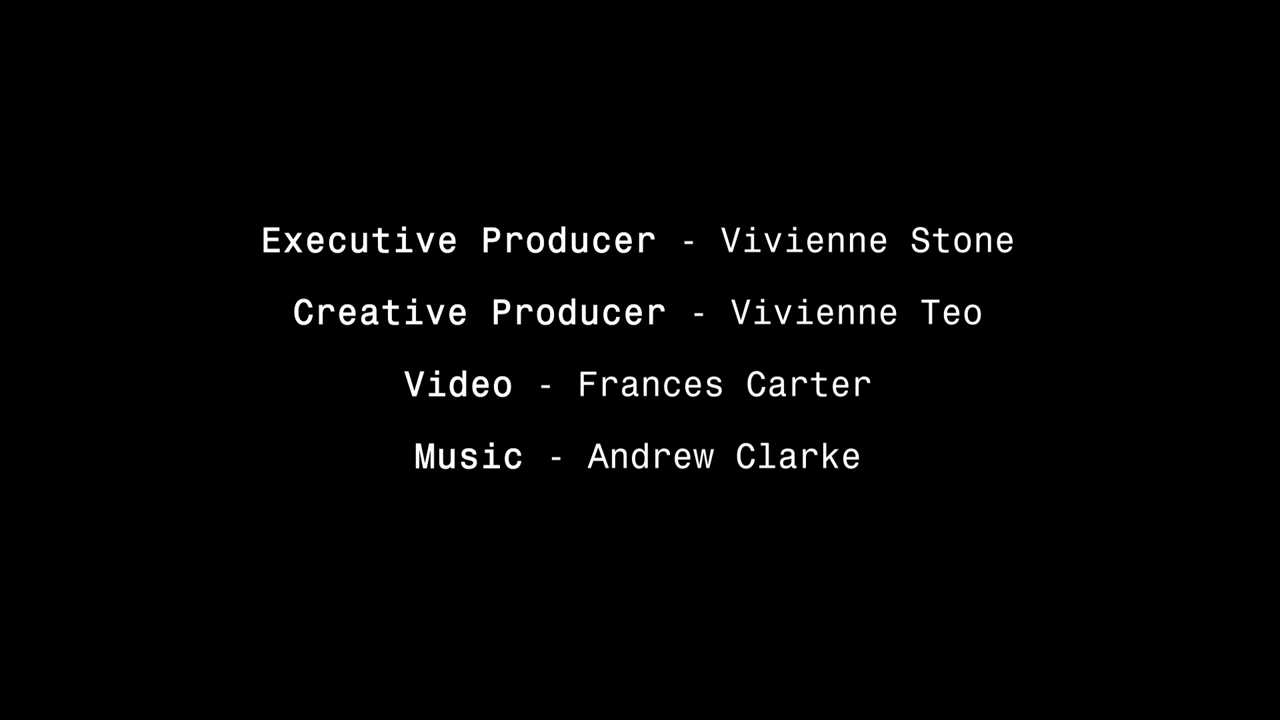 Executive Producer - Vivienne Stone
Creative Producer - Vivienne Teo
Video - Frances Carter
Music - Andrew Clarke